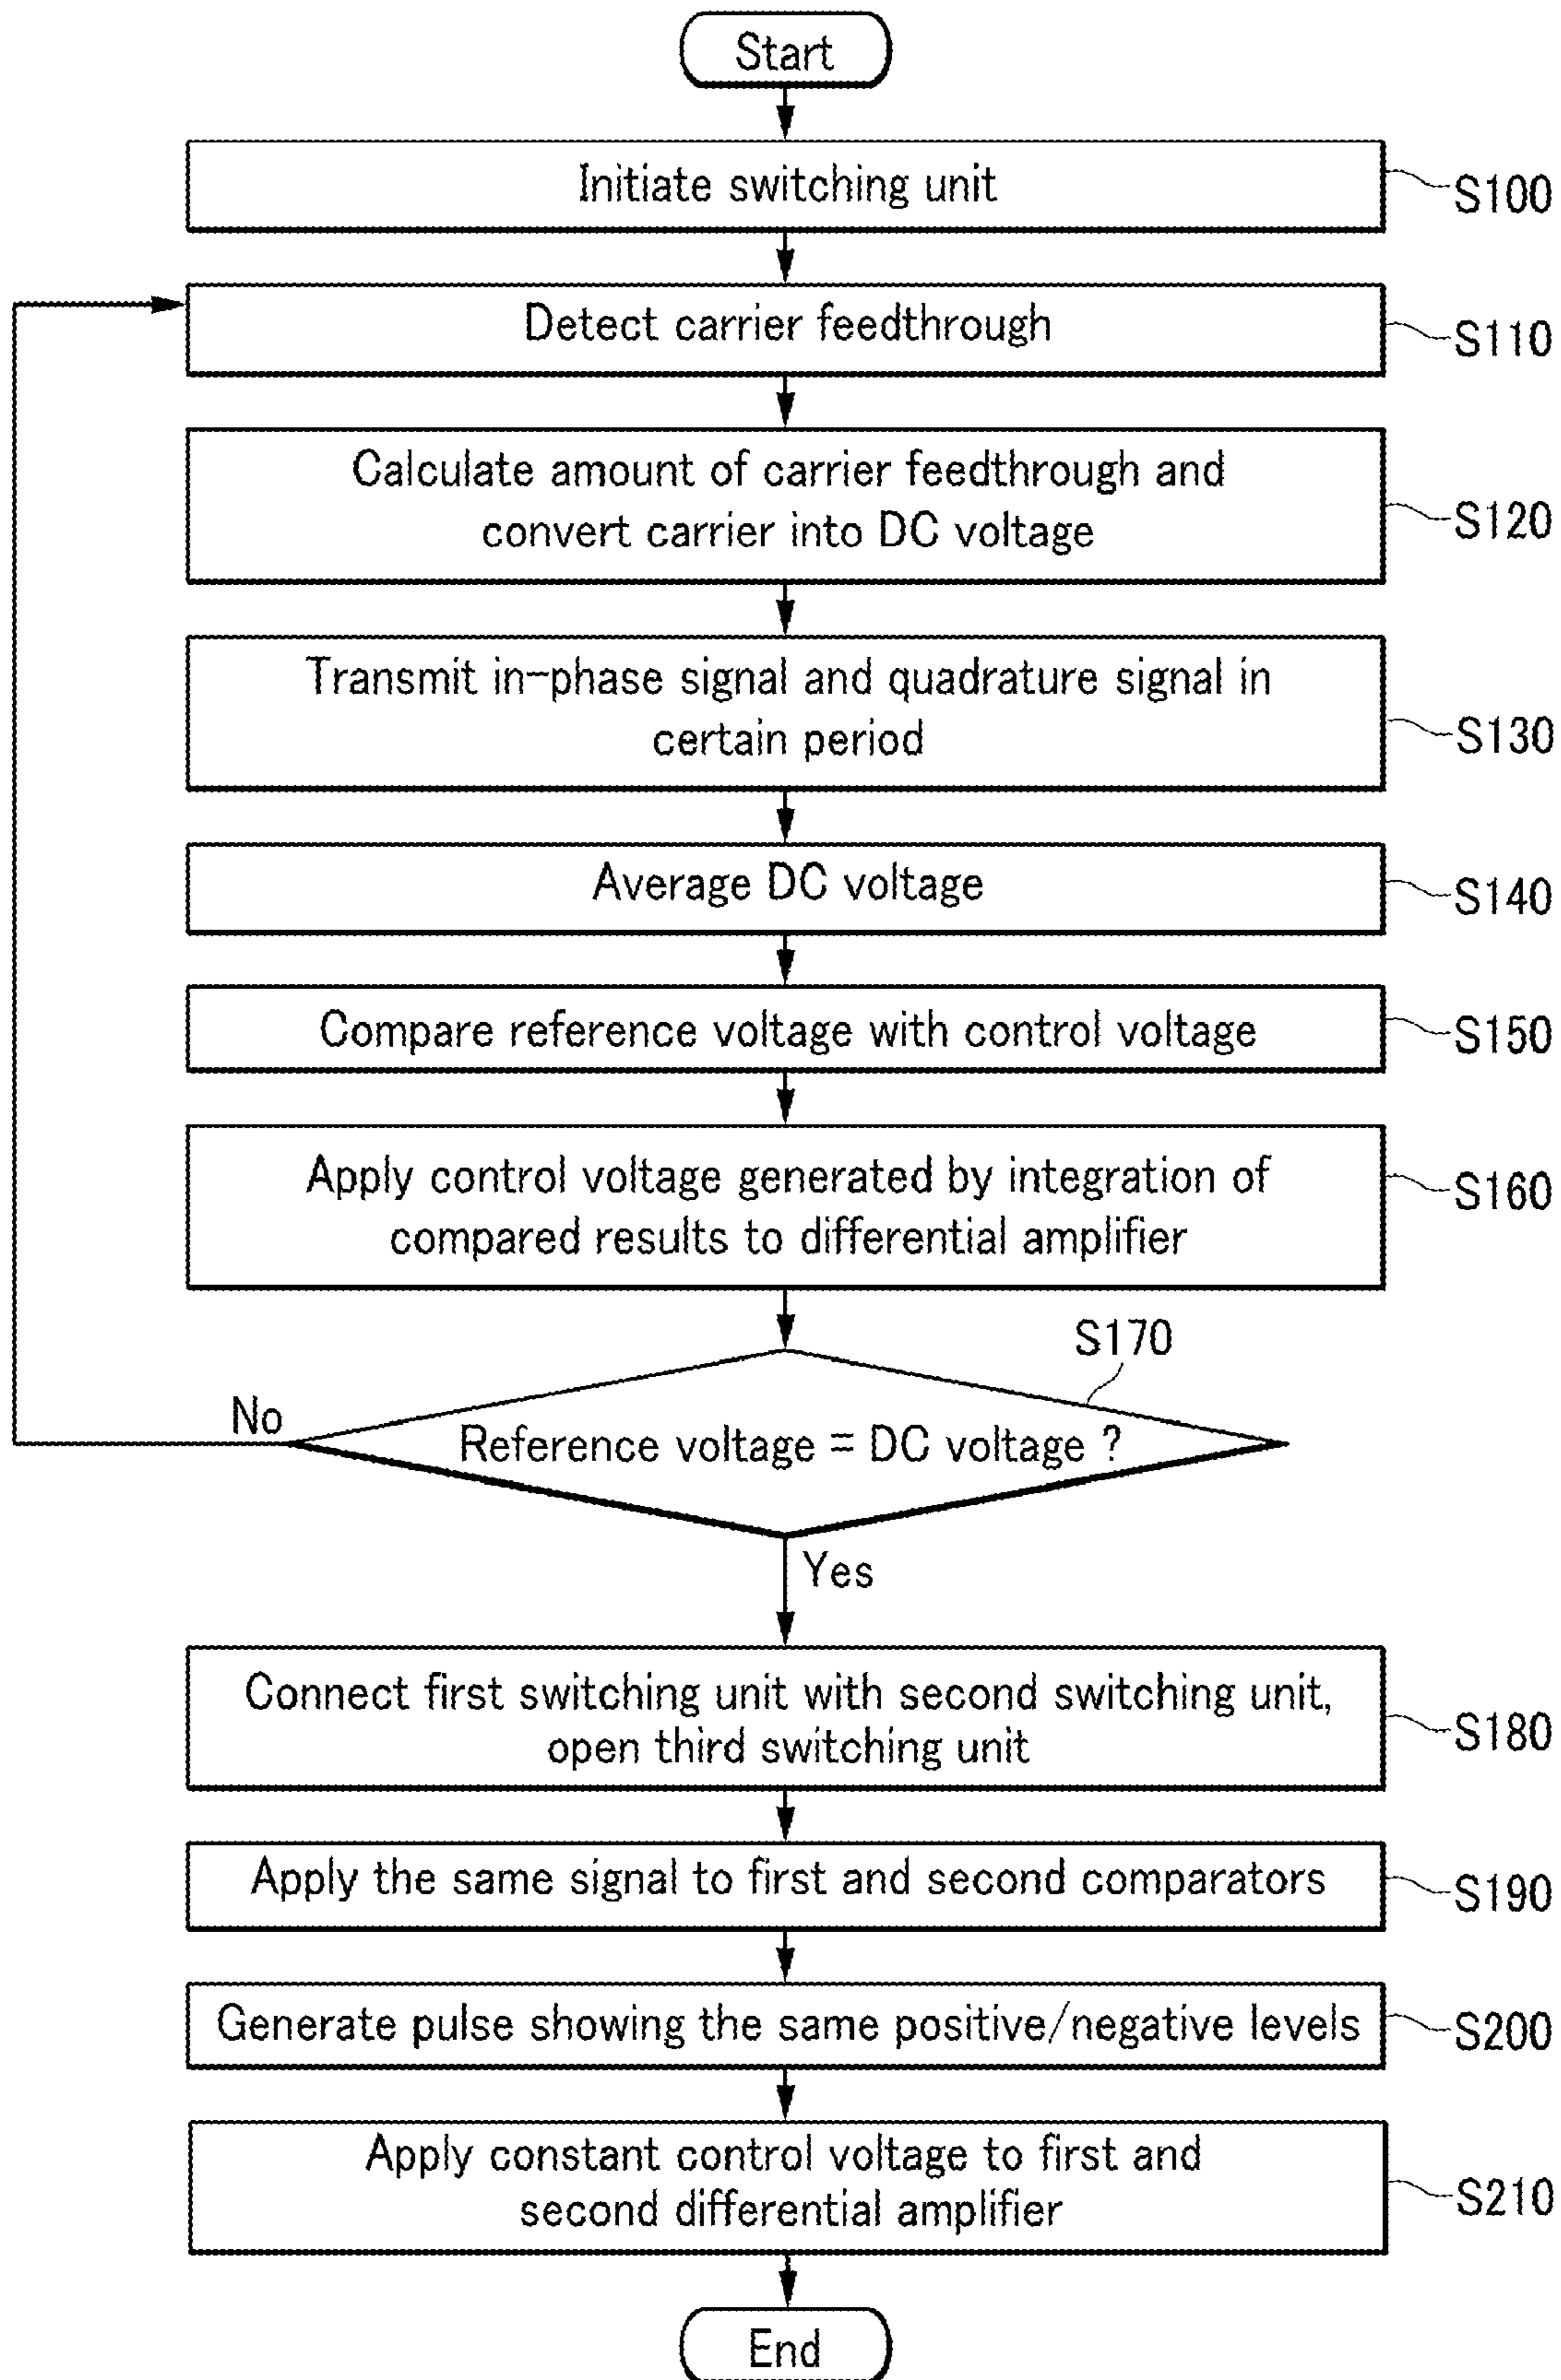 Start
Initiate switching unit
S100
Detect carrier feedthrough
S110
Calculate amount of carrier feedthrough and
convert carrier into DC voltage
S120
Transmit in-phase signal and quadrature signal in
certain period
S130
Average DC voltage
S140
Compare reference voltage with control voltage
S150
Apply control voltage generated by integration of
compared results to differential amplifier
S160
S170
No
Reference voltage = DC voltage ?
Yes
Connect first switching unit with second switching unit,
open third switching unit
S180
Apply the same signal to first and second comparators
S190
Generate pulse showing the same positive/negative levels
S200
Apply constant control voltage to first and
second differential amplifier
S210
End